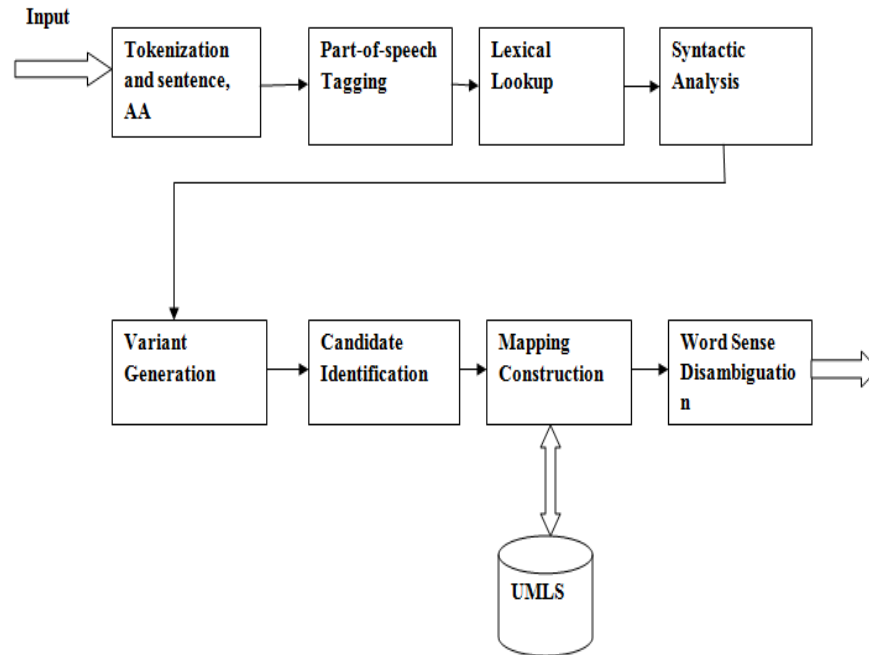 Input
Tokenization
and sentence,
AA
Part-of-speech
Tagging
Lexical
Lookup
Syntactic
Analysis
Variant
Generation
Candidate
Identification
Mapping
Construction
Word Sense
Disambiguatio
n
UMLS